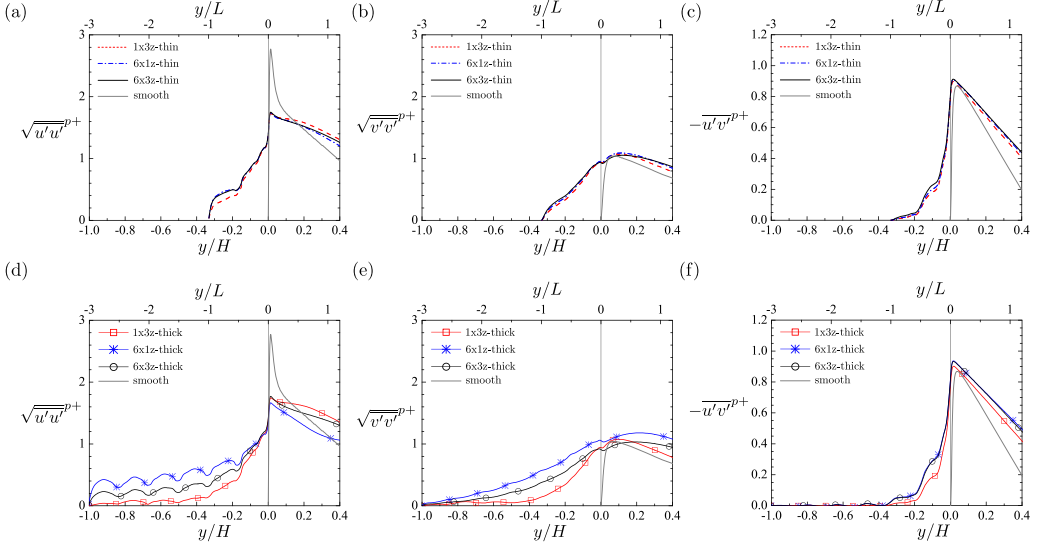 (a)
y/L
-3 -2 -1 0 1
3
2
1
0
1x3z-thin
6x1z-thin
6x3z-thin
smooth
√u′u′ p+
-1.0 -0.8 -0.6 -0.4 -0.2 0.0 0.2 0.4
y/H
(b)
y/L
-3 -2 -1 0 1
3
2
1
0
1x3z-thin
6x1z-thin
6x3z-thin
smooth
√v′v′ p+
-1.0 -0.8 -0.6 -0.4 -0.2 0.0 0.2 0.4
y/H
(c)
y/L
-3 -2 -1 0 1
1.2
1.0
0.8
0.6
0.4
0.2
0.0
1x3z-thin
6x1z-thin
6x3z-thin
smooth
−u′v′ p+
-1.0 -0.8 -0.6 -0.4 -0.2 0.0 0.2 0.4
y/H
(d)
y/L
-3 -2 -1 0 1
3
2
1
0
1x3z-thick
6x1z-thick
6x3z-thick
smooth
√u′u′ p+
-1.0 -0.8 -0.6 -0.4 -0.2 0.0 0.2 0.4
y/H
(e)
y/L
-3 -2 -1 0 1
3
2
1
0
1x3z-thick
6x1z-thick
6x3z-thick
smooth
√v′v′ p+
-1.0 -0.8 -0.6 -0.4 -0.2 0.0 0.2 0.4
y/H
(f)
y/L
-3 -2 -1 0 1
1.2
1.0
0.8
0.6
0.4
0.2
0.0
1x3z-thick
6x1z-thick
6x3z-thick
smooth
−u′v′ p+
-1.0 -0.8 -0.6 -0.4 -0.2 0.0 0.2 0.4
y/H